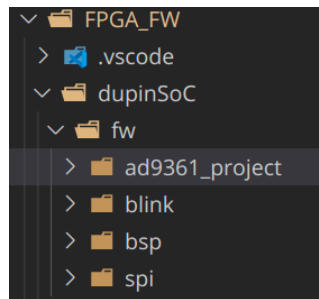 FPGA_FW
.vscode
dupinSoC
fw
ad9361_project
blink
bsp
spi